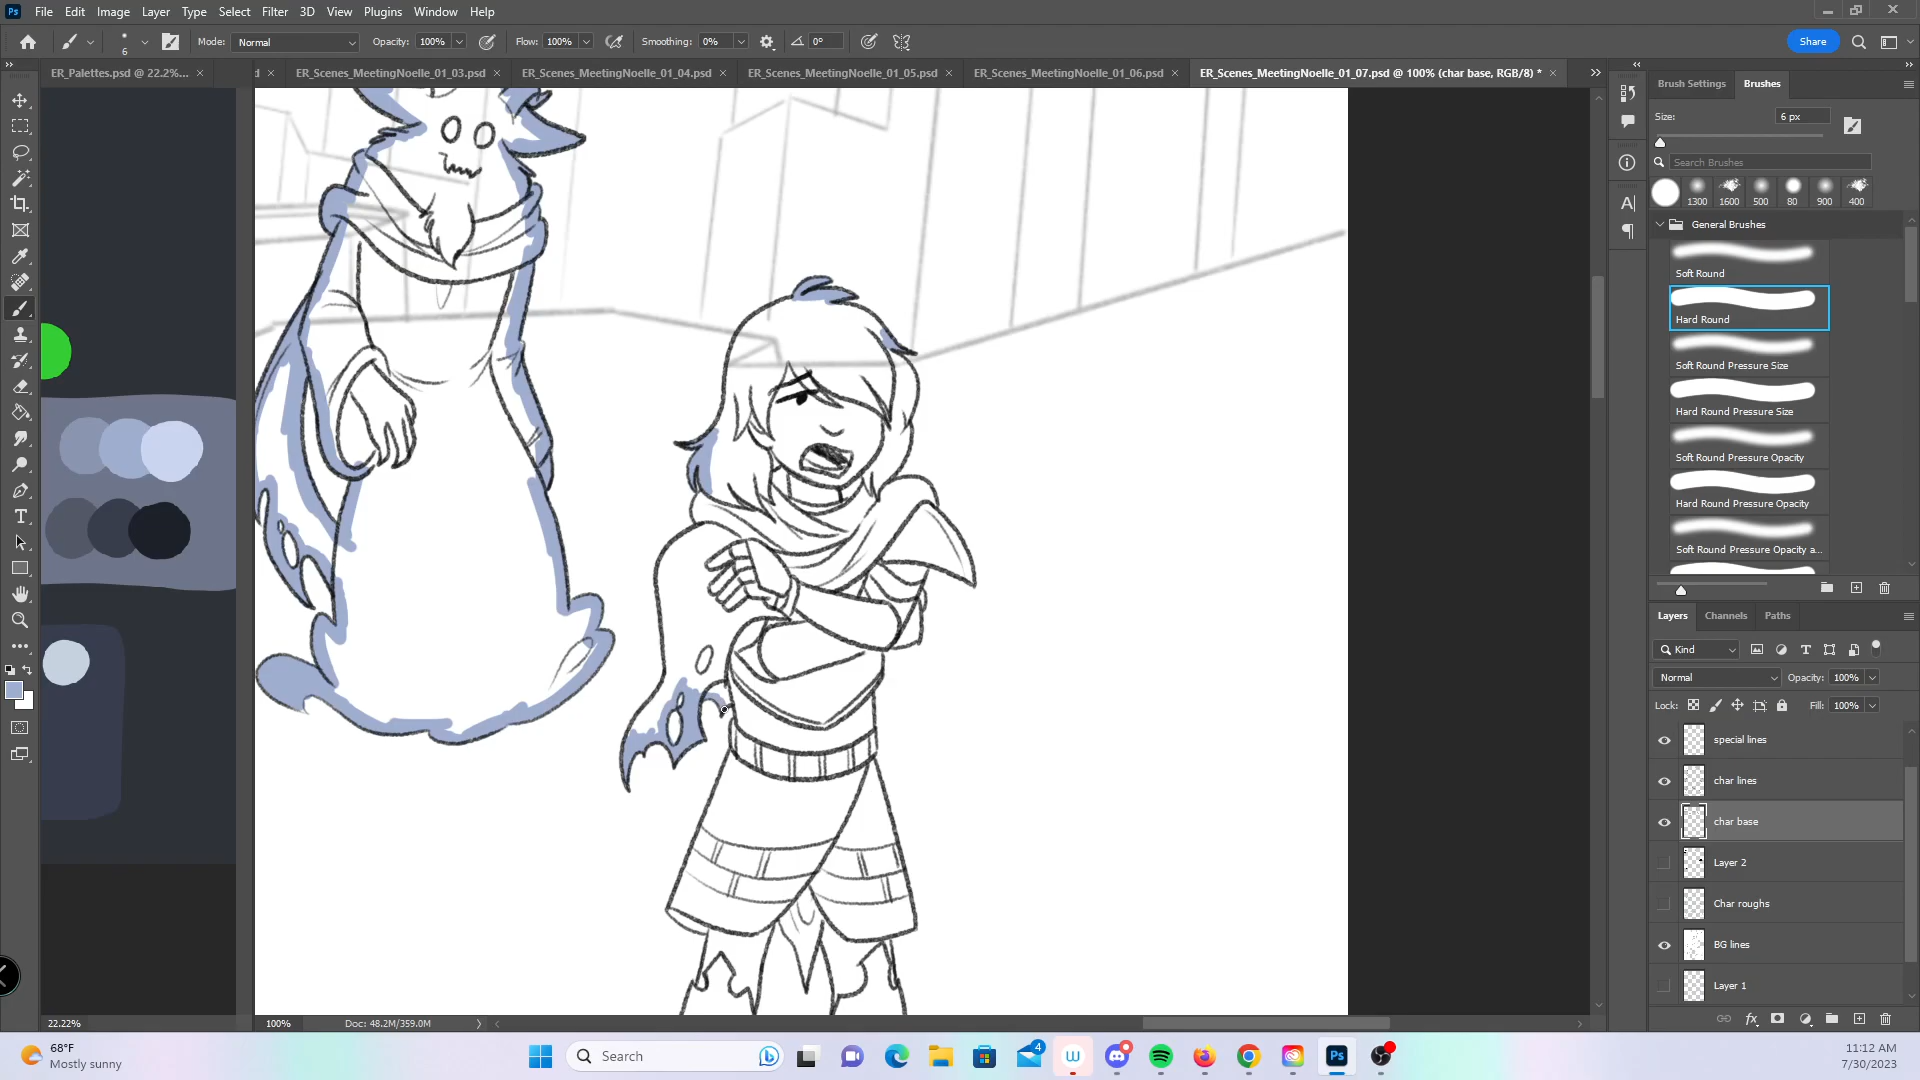 Ps File Edit Image Layer Type Select Filter 3D View Plugins Window Help
6 Mode: Normal Opacity: 100% Flow: 100% Smoothing: 0% 0° Share
ER_Palettes.psd @ 22.2%... d ER_Scenes_MeetingNoelle_01_03.psd ER_Scenes_MeetingNoelle_01_04.psd ER_Scenes_MeetingNoelle_01_05.psd ER_Scenes_MeetingNoelle_01_06.psd ER_Scenes_MeetingNoelle_01_07.psd @ 100% (char base, RGB/8) *
Brush Settings Brushes
Size: 6 px
Search Brushes
1300 1600 500 80 900 400
General Brushes
Soft Round
Hard Round
Soft Round Pressure Size
Hard Round Pressure Size
Soft Round Pressure Opacity
Hard Round Pressure Opacity
Soft Round Pressure Opacity a...
Layers Channels Paths
Kind
Normal Opacity: 100%
Lock: Fill: 100%
special lines
char lines
char base
Layer 2
Char roughs
BG lines
Layer 1
22.22% 100% Doc: 48.2M/359.0M
68°F
Mostly sunny
Search
4
Ps
11:12 AM
7/30/2023